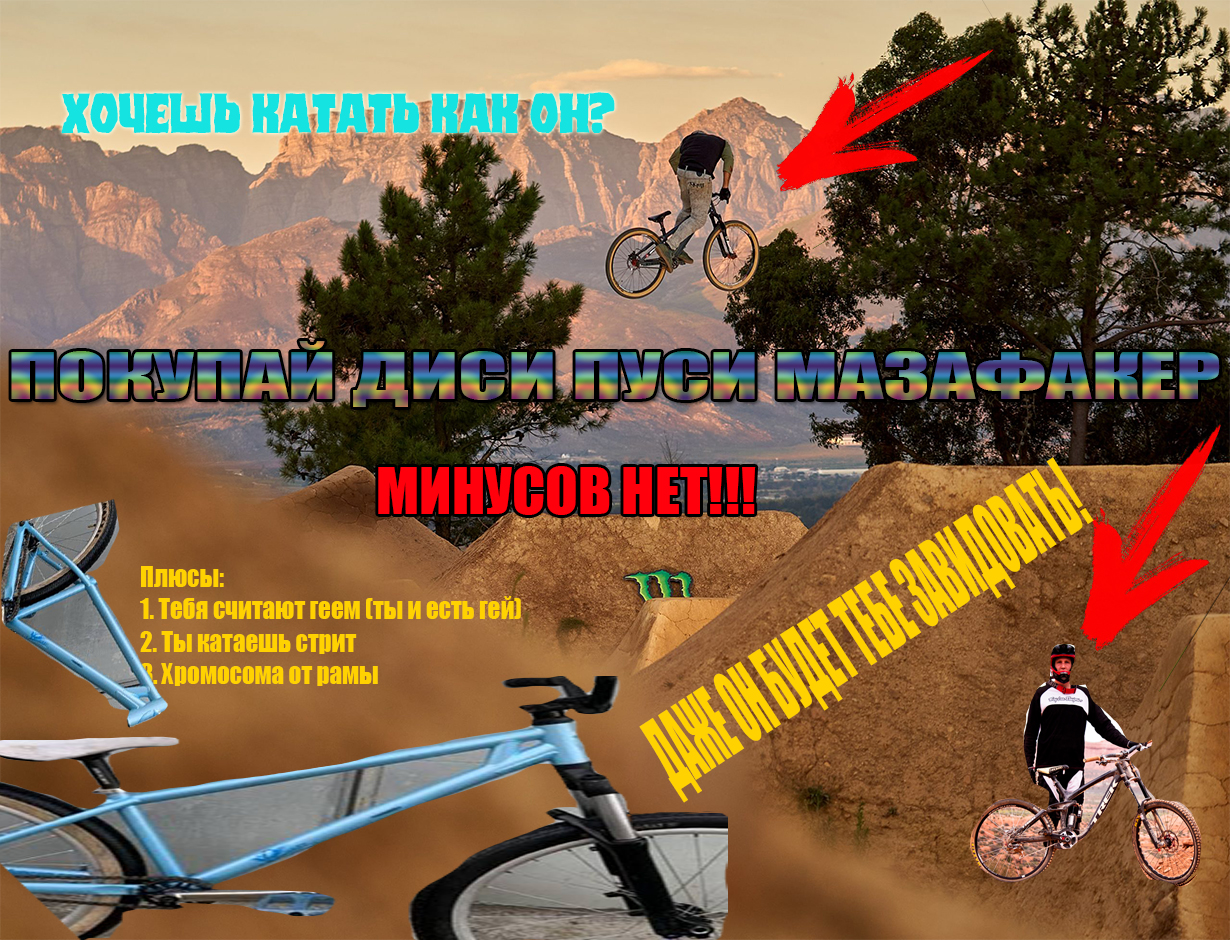 ХОЧЕШЬ КАТАТЬ КАК ОН?
ПОКУПАЙ ДИСИ ПУСИ МАЗАФАКЕР
МИНУСОВ НЕТ!!!
ДАЖЕ ОН БУДЕТ ТЕБЕ ЗАВИДОВАТЬ!
Плюсы:
1. Тебя считают геем (ты и есть гей)
2. Ты катаешь стрит
3. Хромосома от рамы
TREK